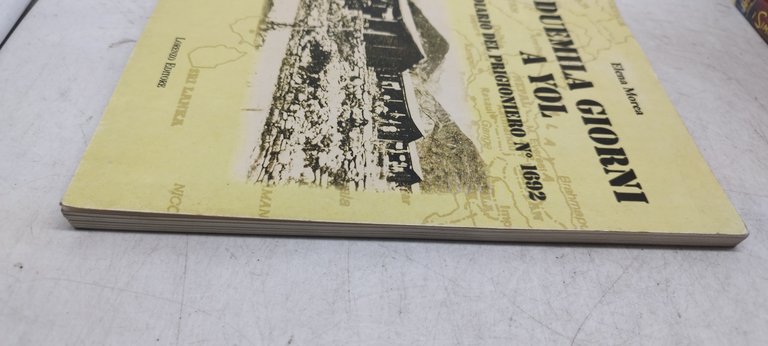 Elena Morea
DUEMILA GIORNI
A YOL
DIARIO DEL PRIGIONIERO N° 1692
LORENZO EDITORE
SRI LANKA